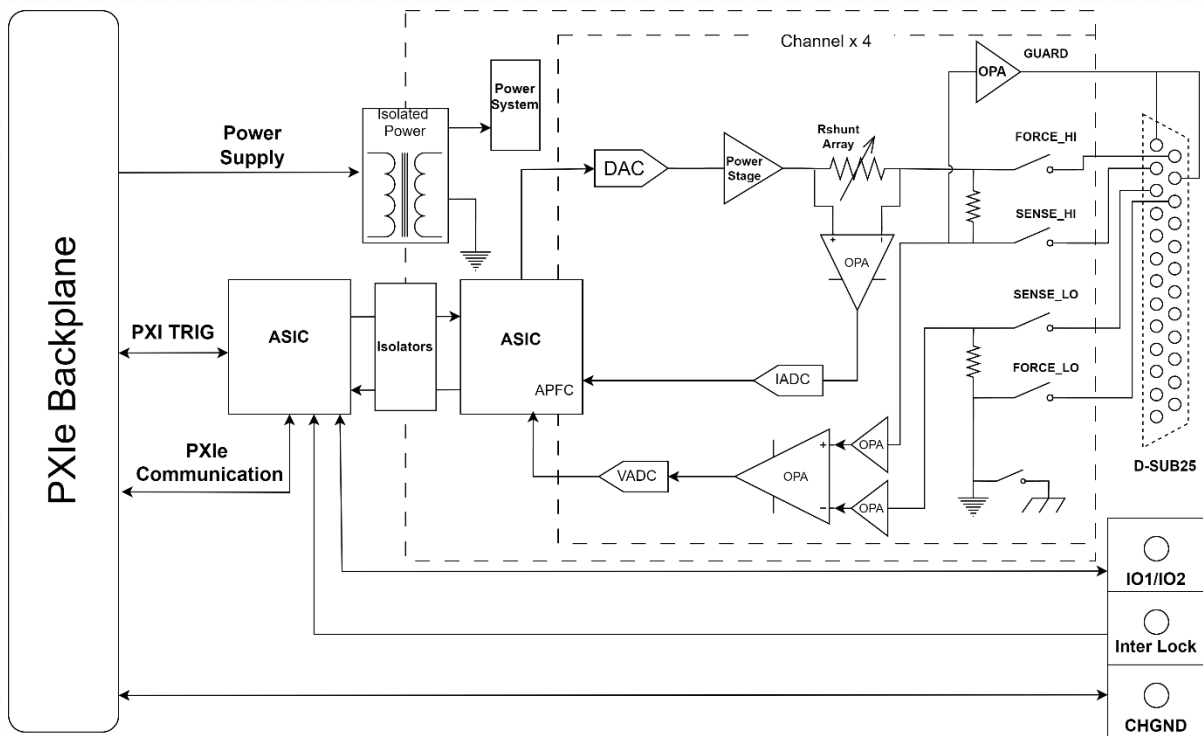 Channel x 4
GUARD
OPA
Power
System
Isolated
Power
Power
Supply
Rshunt
Array
FORCE_HI
DAC
Power
Stage
SENSE_HI
+
-
OPA
PXIe Backplane
PXI TRIG
ASIC
Isolators
ASIC
APFC
SENSE_LO
IADC
FORCE_LO
PXIe
Communication
VADC
OPA
+
-
OPA
OPA
D-SUB25
IO1/IO2
Inter Lock
CHGND